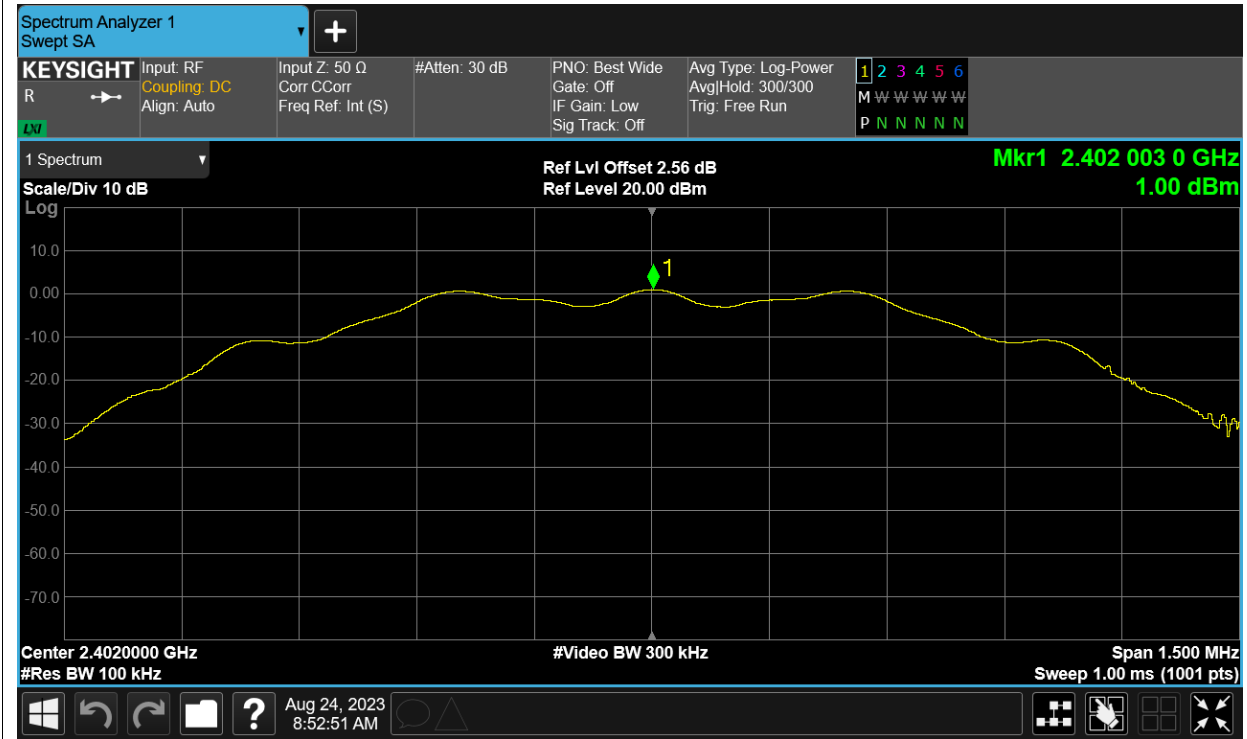 Spectrum Analyzer 1
Swept SA
KEYSIGHT
R
LXI
Input: RF
Coupling: DC
Align: Auto
Input Z: 50 Ω
Corr CCorr
Freq Ref: Int (S)
#Atten: 30 dB
PNO: Best Wide
Gate: Off
IF Gain: Low
Sig Track: Off
Avg Type: Log-Power
Avg|Hold: 300/300
Trig: Free Run
1 2 3 4 5 6
M W W W W W
P N N N N N
1 Spectrum
Scale/Div 10 dB
Log
Ref Lvl Offset 2.56 dB
Ref Level 20.00 dBm
Mkr1 2.402 003 0 GHz
1.00 dBm
1
10.0
0.00
-10.0
-20.0
-30.0
-40.0
-50.0
-60.0
-70.0
Center 2.4020000 GHz
#Res BW 100 kHz
#Video BW 300 kHz
Span 1.500 MHz
Sweep 1.00 ms (1001 pts)
?
Aug 24, 2023
8:52:51 AM